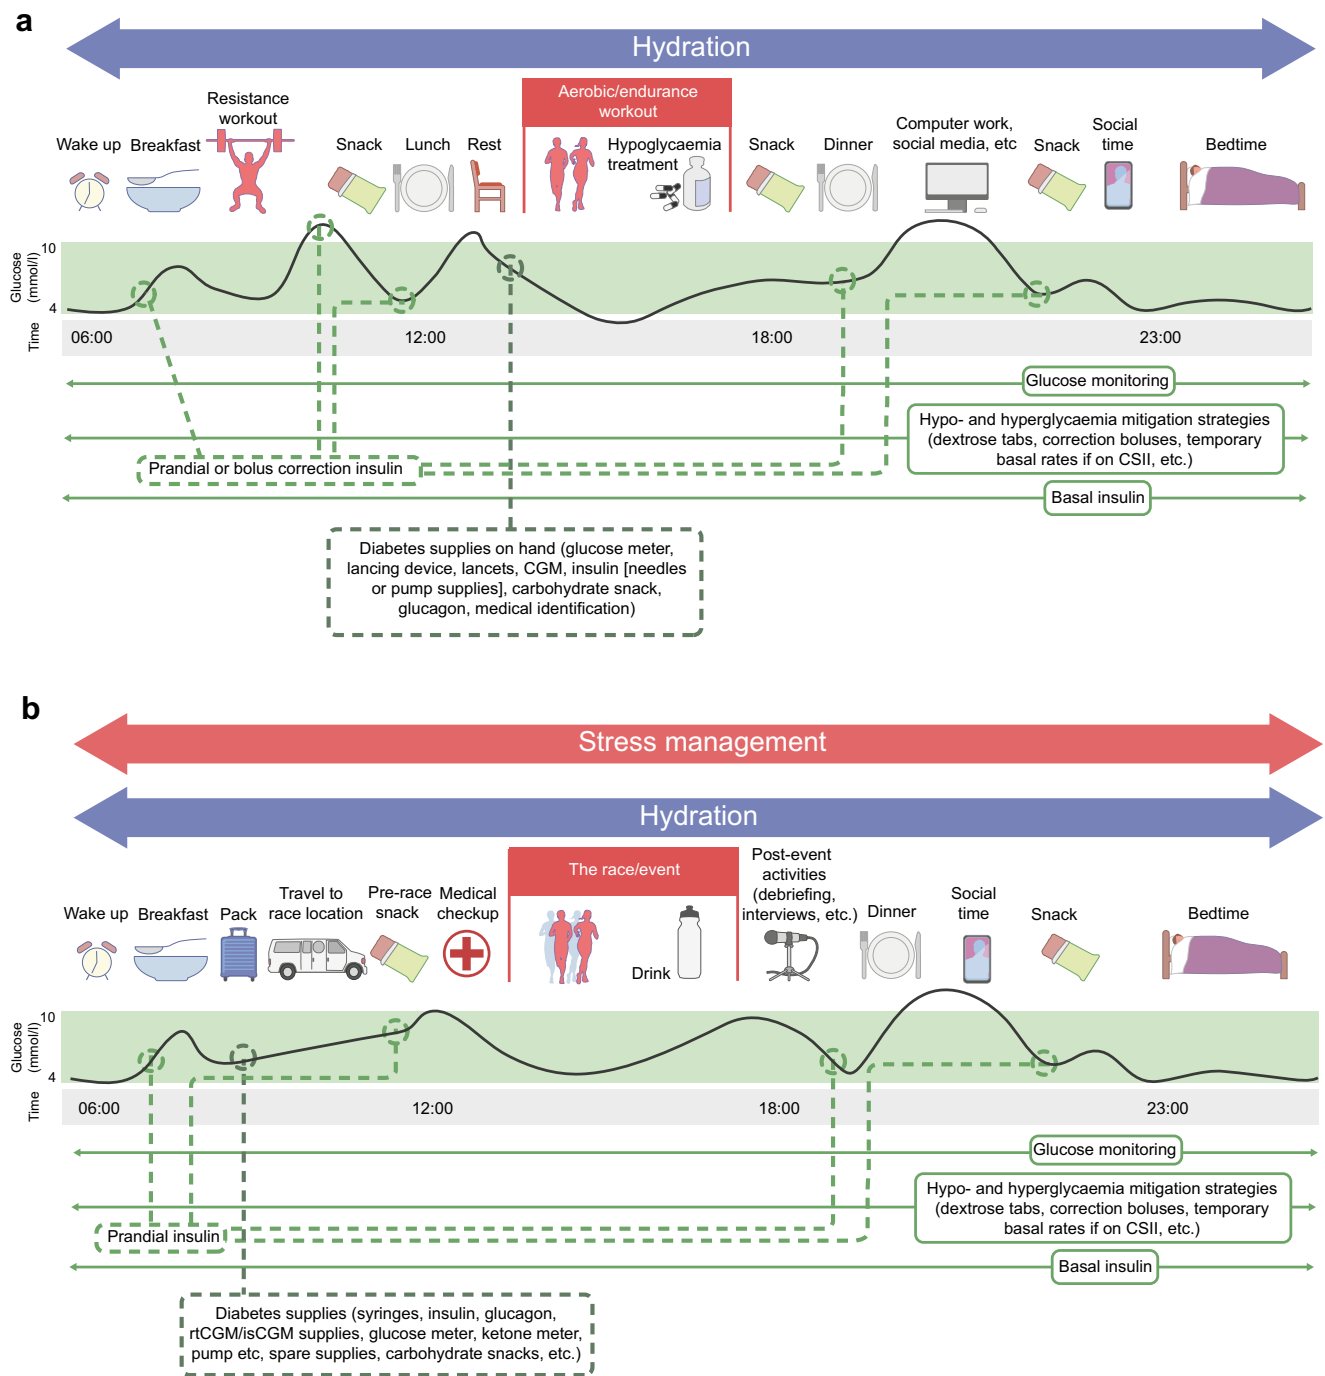 a
Hydration
Aerobic/endurance
workout
Resistance
workout
Wake up
Breakfast
Snack
Lunch
Rest
Hypoglycaemia
treatment
Snack
Dinner
Computer work,
social media, etc
Snack
Social
time
Bedtime
Glucose
(mmol/l)
10
4
Time
06:00
12:00
18:00
23:00
Glucose monitoring
Hypo- and hyperglycaemia mitigation strategies
(dextrose tabs, correction boluses, temporary
basal rates if on CSII, etc.)
Prandial or bolus correction insulin
Basal insulin
Diabetes supplies on hand (glucose meter,
lancing device, lancets, CGM, insulin [needles
or pump supplies], carbohydrate snack,
glucagon, medical identification)
b
Stress management
Hydration
The race/event
Wake up
Breakfast
Pack
Travel to
race location
Pre-race
snack
Medical
checkup
Drink
Post-event
activities
(debriefing,
interviews, etc.)
Dinner
Social
time
Snack
Bedtime
Glucose
(mmol/l)
10
4
Time
06:00
12:00
18:00
23:00
Glucose monitoring
Hypo- and hyperglycaemia mitigation strategies
(dextrose tabs, correction boluses, temporary
basal rates if on CSII, etc.)
Prandial insulin
Basal insulin
Diabetes supplies (syringes, insulin, glucagon,
rtCGM/isCGM supplies, glucose meter, ketone meter,
pump etc, spare supplies, carbohydrate snacks, etc.)